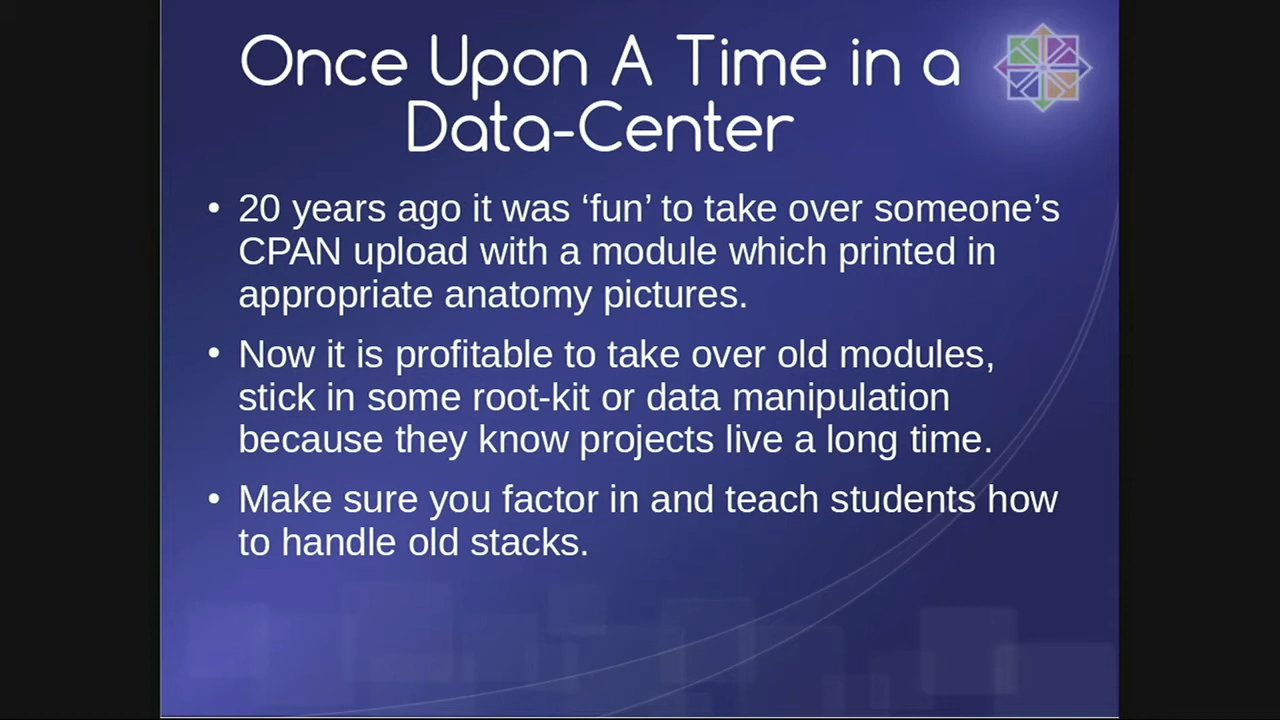 Once Upon A Time in a
Data-Center
• 20 years ago it was ‘fun’ to take over someone’s
CPAN upload with a module which printed in
appropriate anatomy pictures.
• Now it is profitable to take over old modules,
stick in some root-kit or data manipulation
because they know projects live a long time.
• Make sure you factor in and teach students how
to handle old stacks.